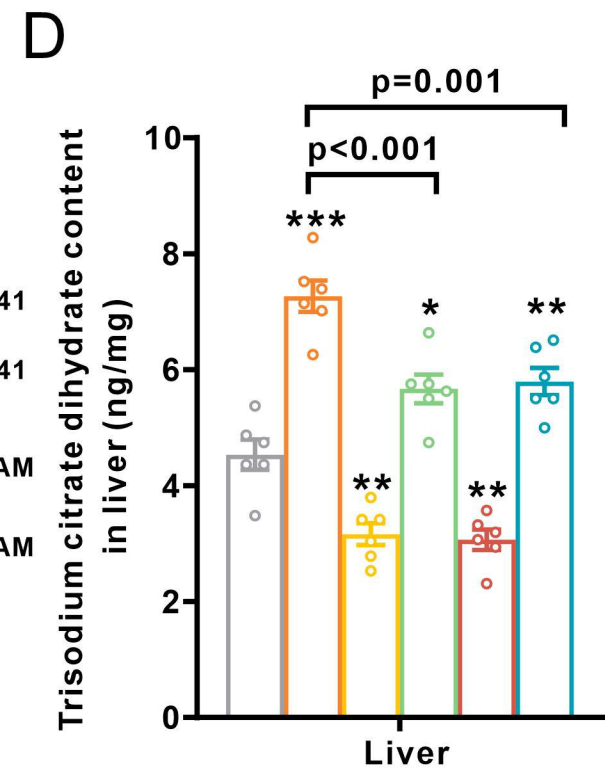 D
p=0.001
p<0.001
Trisodium citrate dihydrate content
in liver (ng/mg)
10
8
6
4
2
0
***
**
*
**
**
41
41
AM
AM
Liver